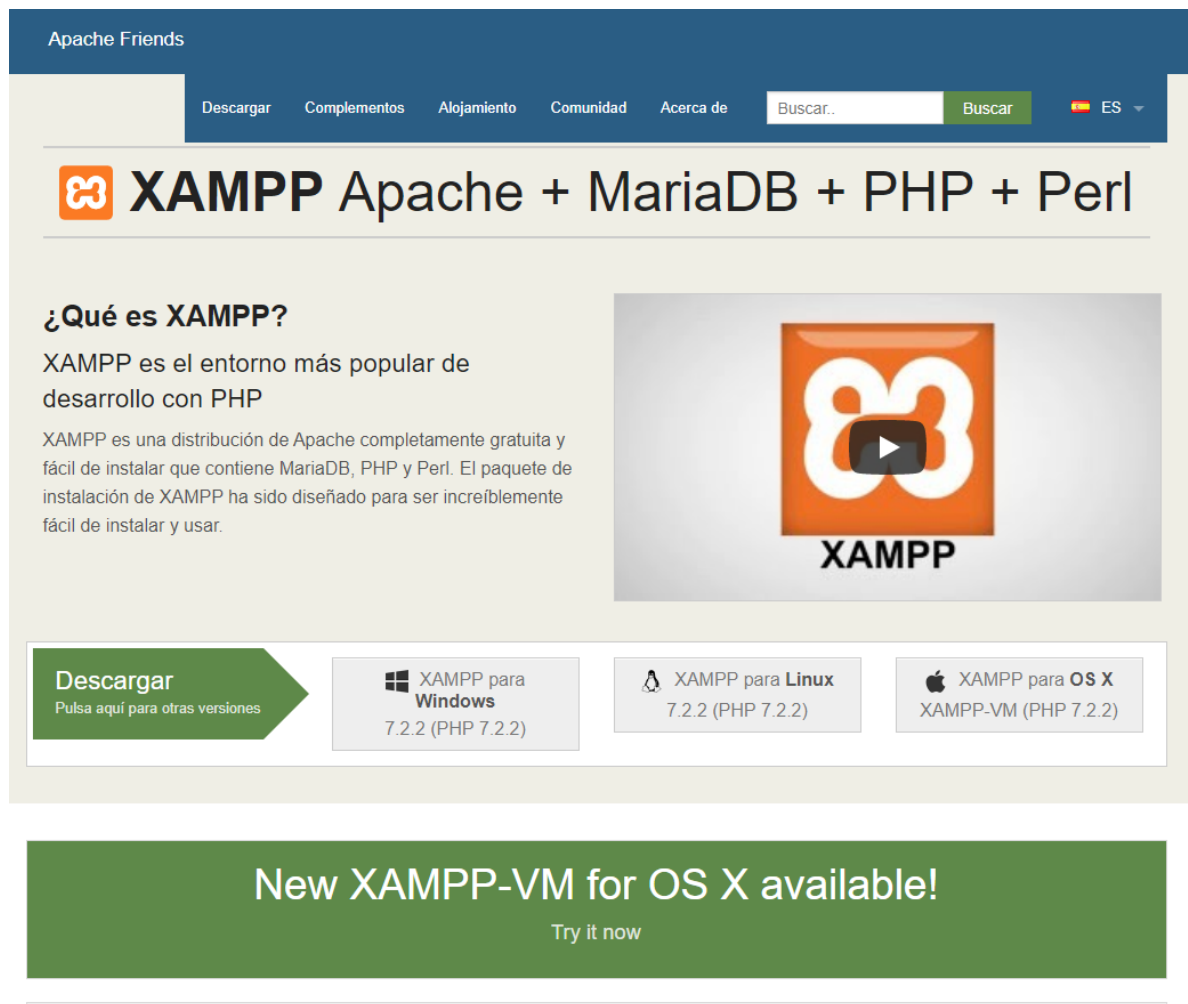 Apache Friends
Descargar Complementos Alojamiento Comunidad Acerca de Buscar.. Buscar ES
XAMPP Apache + MariaDB + PHP + Perl
¿Qué es XAMPP?
XAMPP es el entorno más popular de
desarrollo con PHP
XAMPP es una distribución de Apache completamente gratuita y
fácil de instalar que contiene MariaDB, PHP y Perl. El paquete de
instalación de XAMPP ha sido diseñado para ser increíblemente
fácil de instalar y usar.
XAMPP
Descargar
Pulsa aquí para otras versiones
XAMPP para
Windows
7.2.2 (PHP 7.2.2)
XAMPP para Linux
7.2.2 (PHP 7.2.2)
XAMPP para OS X
XAMPP-VM (PHP 7.2.2)
New XAMPP-VM for OS X available!
Try it now